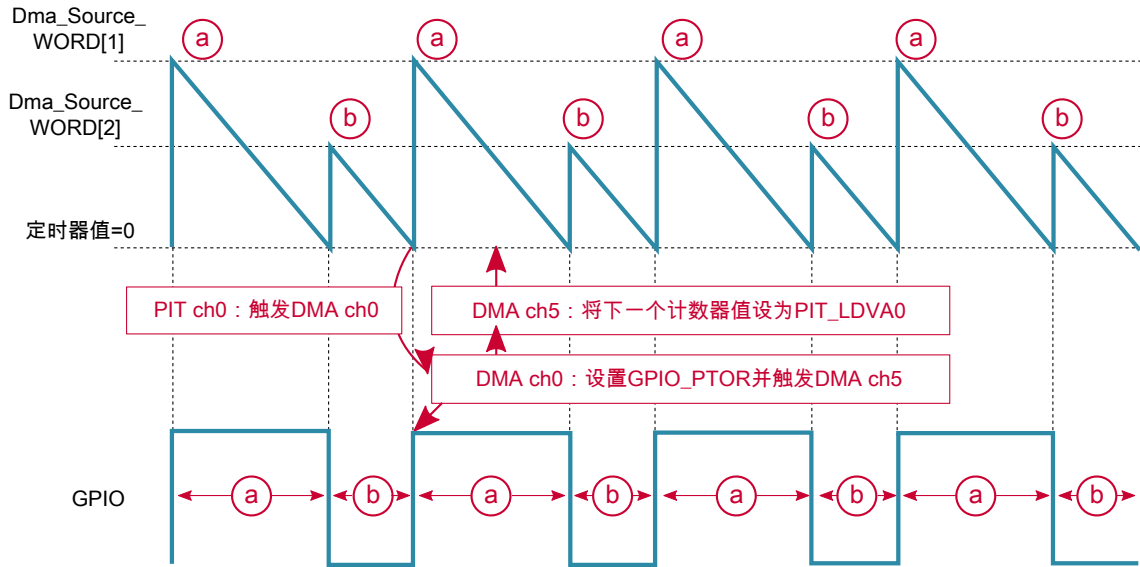 Dma_Source_
WORD[1]
a
a
a
a
Dma_Source_
WORD[2]
b
b
b
b
定时器值=0
PIT ch0：触发DMA ch0
DMA ch5：将下一个计数器值设为PIT_LDVA0
DMA ch0：设置GPIO_PTOR并触发DMA ch5
GPIO
a
b
a
b
a
b
a
b